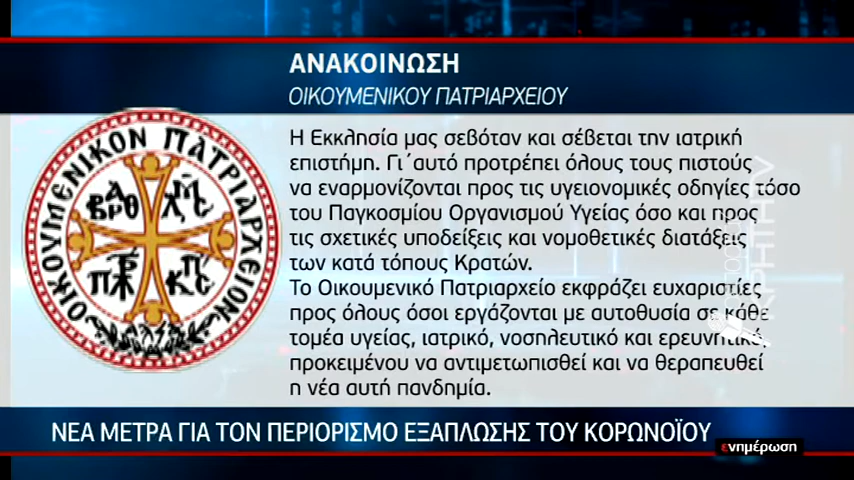 ΑΝΑΚΟΙΝΩΣΗ
ΟΙΚΟΥΜΕΝΙΚΟΥ ΠΑΤΡΙΑΡΧΕΙΟΥ
ΟΙΚΟΥΜΕΝΙΚΟΝ ΠΑΤΡΙΑΡΧΕΙΟΝ
Η Εκκλησία μας σεβόταν και σέβεται την ιατρική
επιστήμη. Γι΄αυτό προτρέπει όλους τους πιστούς
να εναρμονίζονται προς τις υγειονομικές οδηγίες τόσο
του Παγκοσμίου Οργανισμού Υγείας όσο και προς
τις σχετικές υποδείξεις και νομοθετικές διατάξεις
των κατά τόπους Κρατών.
Το Οικουμενικό Πατριαρχείο εκφράζει ευχαριστίες
προς όλους όσοι εργάζονται με αυτοθυσία σε κάθε
τομέα υγείας, ιατρικό, νοσηλευτικό και ερευνητικό,
προκειμένου να αντιμετωπισθεί και να θεραπευθεί
η νέα αυτή πανδημία.
ΚΡΗΤΗ TV
ΝΕΑ ΜΕΤΡΑ ΓΙΑ ΤΟΝ ΠΕΡΙΟΡΙΣΜΟ ΕΞΑΠΛΩΣΗΣ ΤΟΥ ΚΟΡΩΝΟΪΟΥ
ενημέρωση